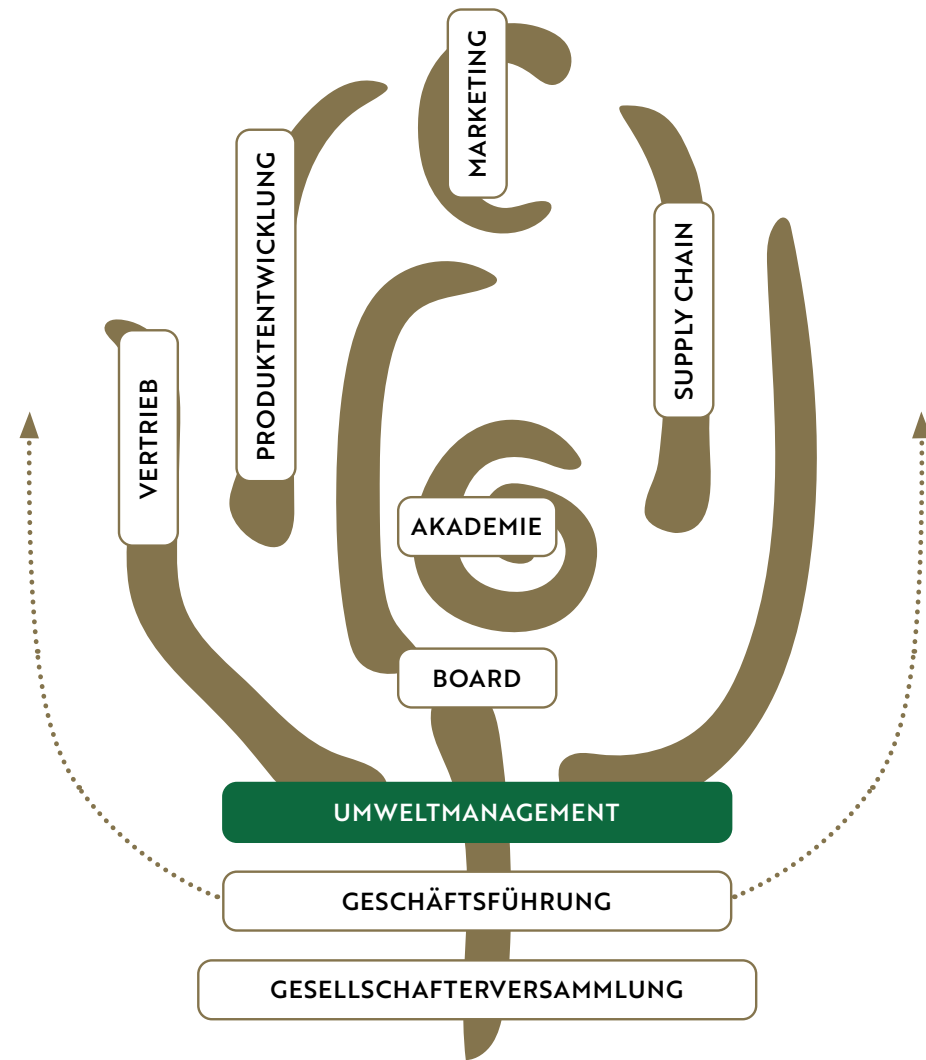 MARKETING
PRODUKTENTWICKLUNG
SUPPLY CHAIN
VERTRIEB
AKADEMIE
BOARD
UMWELTMANAGEMENT
GESCHÄFTSFÜHRUNG
GESELLSCHAFTERVERSAMMLUNG